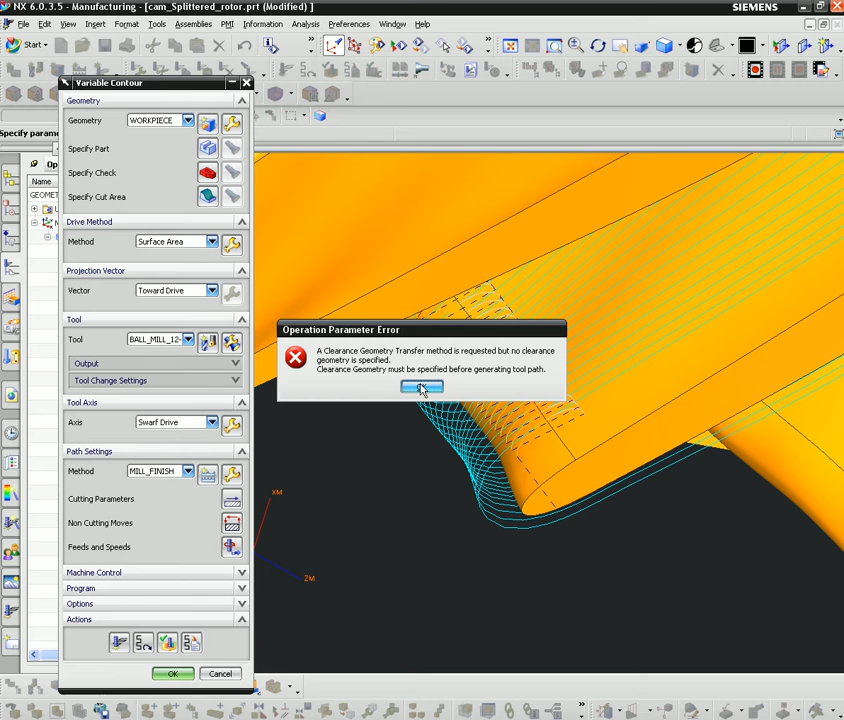 NX 6.0.3.5 - Manufacturing - [cam_Splittered_rotor.prt (Modified) ]
SIEMENS
File Edit View Insert Format Tools Assemblies PMI Information Analysis Preferences Window Help
Start
Variable Contour
Specify param
Geometry
Geometry WORKPIECE
Specify Part
Specify Check
Specify Cut Area
Op
Name
GEOMET
Drive Method
Method Surface Area
Projection Vector
Vector Toward Drive
Tool
Tool BALL_MILL_12-
Output
Tool Change Settings
Tool Axis
Axis Swarf Drive
Path Settings
Method MILL_FINISH
Cutting Parameters
Non Cutting Moves
Feeds and Speeds
Machine Control
Program
Options
Actions
OK Cancel
Operation Parameter Error
A Clearance Geometry Transfer method is requested but no clearance
geometry is specified.
Clearance Geometry must be specified before generating tool path.
XM
ZM